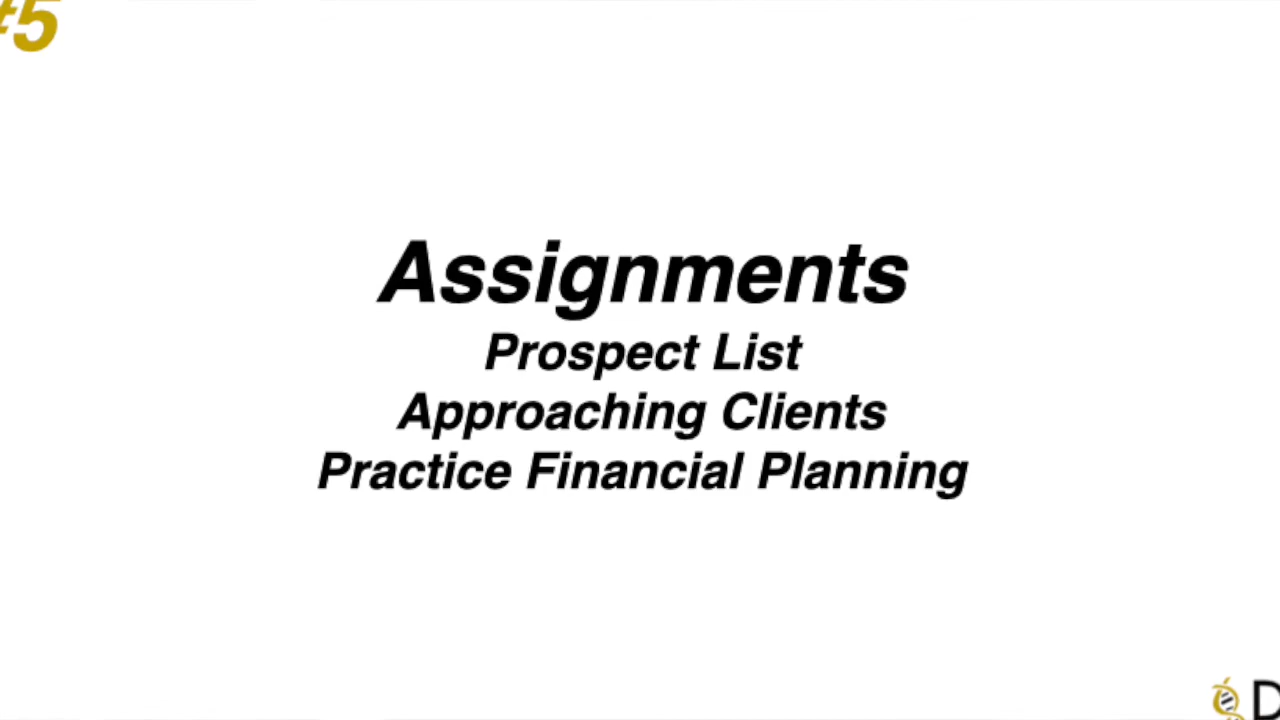 #5
Assignments
Prospect List
Approaching Clients
Practice Financial Planning
D